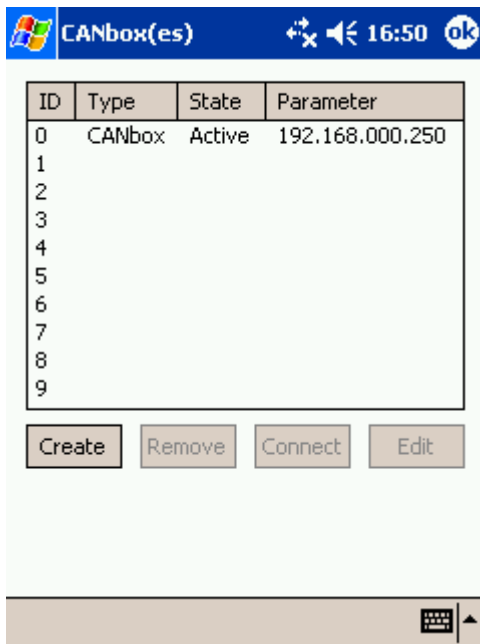 CANbox(es) 16:50 ok
ID Type State Parameter
0 CANbox Active 192.168.000.250
1
2
3
4
5
6
7
8
9
Create Remove Connect Edit